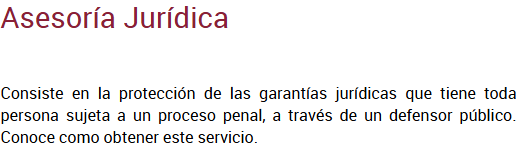 Asesoría Jurídica
Consiste en la protección de las garantías jurídicas que tiene toda
persona sujeta a un proceso penal, a través de un defensor público.
Conoce como obtener este servicio.